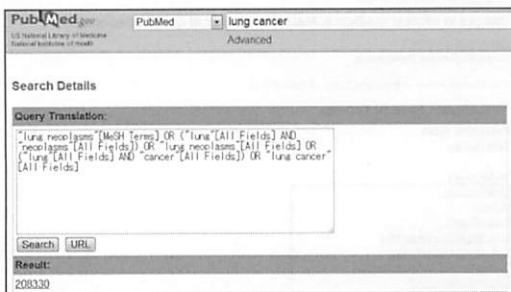 PubMed.gov PubMed lung cancer
US National Library of Medicine
National Institutes of Health
Advanced
Search Details
Query Translation:
"lung neoplasms"[MeSH Terms] OR ("lung"[All Fields] AND
"neoplasms"[All Fields]) OR "lung neoplasms"[All Fields] OR
("lung"[All Fields] AND "cancer"[All Fields]) OR "lung cancer"
[All Fields]
Search URL
Result:
208330